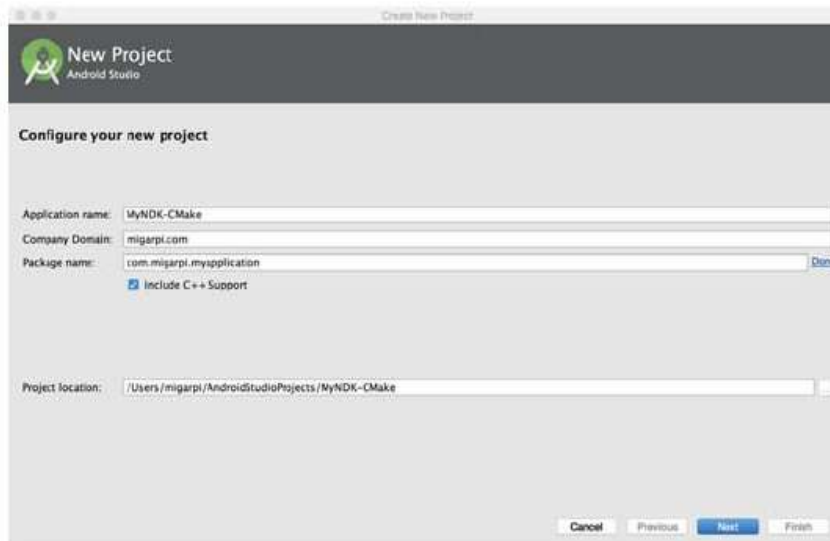 Create New Project
New Project
Android Studio
Configure your new project
Application name: MyNDK-CMake
Company Domain: migarpi.com
Package name: com.migarpi.myapplication
Don
Include C++ Support
Project location: /Users/migarpi/AndroidStudioProjects/MyNDK-CMake
Cancel Previous Next Finish